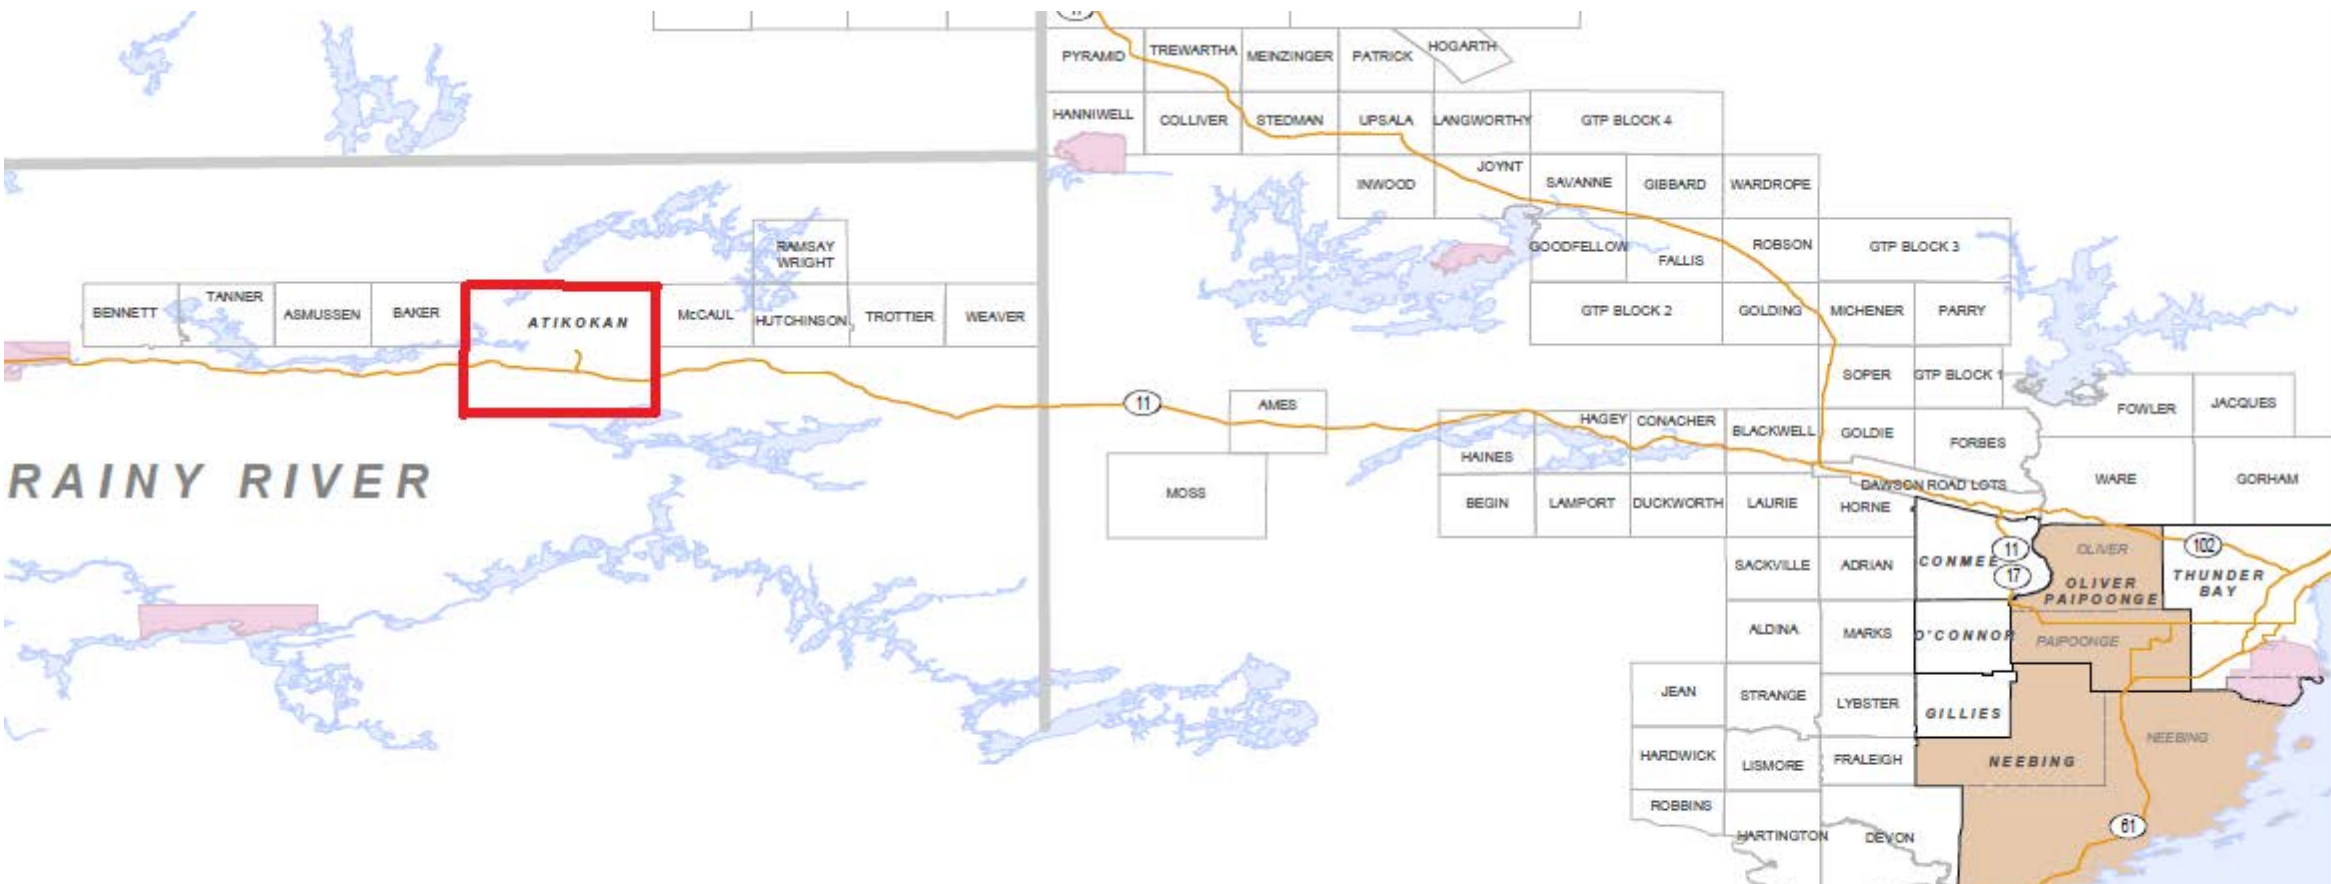 PYRAMID
TREWARTHA
MEINZINGER
PATRICK
HOGARTH
HANNIWELL
COLLIVER
STEDMAN
UPSALA
LANGWORTHY
GTP BLOCK 4
INWOOD
JOYNT
SAVANNE
GIBBARD
WARDROPE
RAMSAY
WRIGHT
GOODFELLOW
FALLIS
ROBSON
GTP BLOCK 3
BENNETT
TANNER
ASMUSSEN
BAKER
ATIKOKAN
McCAUL
HUTCHINSON
TROTTIER
WEAVER
GTP BLOCK 2
GOLDING
MICHENER
PARRY
SOPER
GTP BLOCK 1
11
AMES
HAGEY
CONACHER
BLACKWELL
GOLDIE
FORBES
FOWLER
JACQUES
RAINY RIVER
HAINES
MOSS
BEGIN
LAMPORT
DUCKWORTH
LAURIE
HORNE
DAWSON ROAD LOTS
WARE
GORHAM
SACKVILLE
ADRIAN
CONMEE
11
17
OLIVER
OLIVER
PAIPOONGE
102
THUNDER
BAY
ALDINA
MARKS
O'CONNOR
PAIPOONGE
JEAN
STRANGE
LYBSTER
GILLIES
NEEBING
HARDWICK
LISMORE
FRALEIGH
NEEBING
ROBBINS
HARTINGTON
DEVON
61